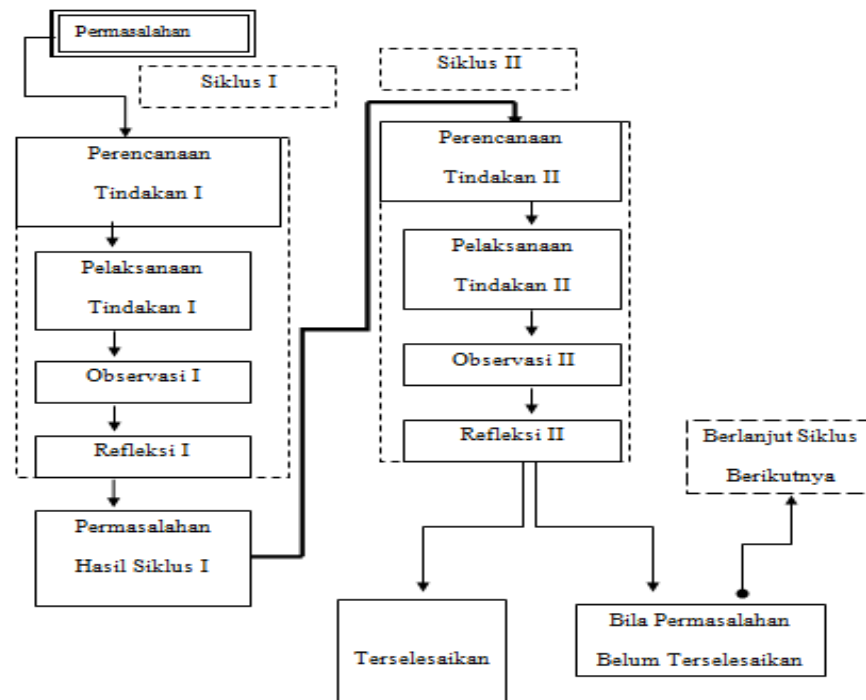 Permasalahan
Siklus I
Perencanaan
Tindakan I
Pelaksanaan
Tindakan I
Observasi I
Refleksi I
Permasalahan
Hasil Siklus I
Siklus II
Perencanaan
Tindakan II
Pelaksanaan
Tindakan II
Observasi II
Refleksi II
Terselesaikan
Bila Permasalahan
Belum Terselesaikan
Berlanjut Siklus
Berikutnya